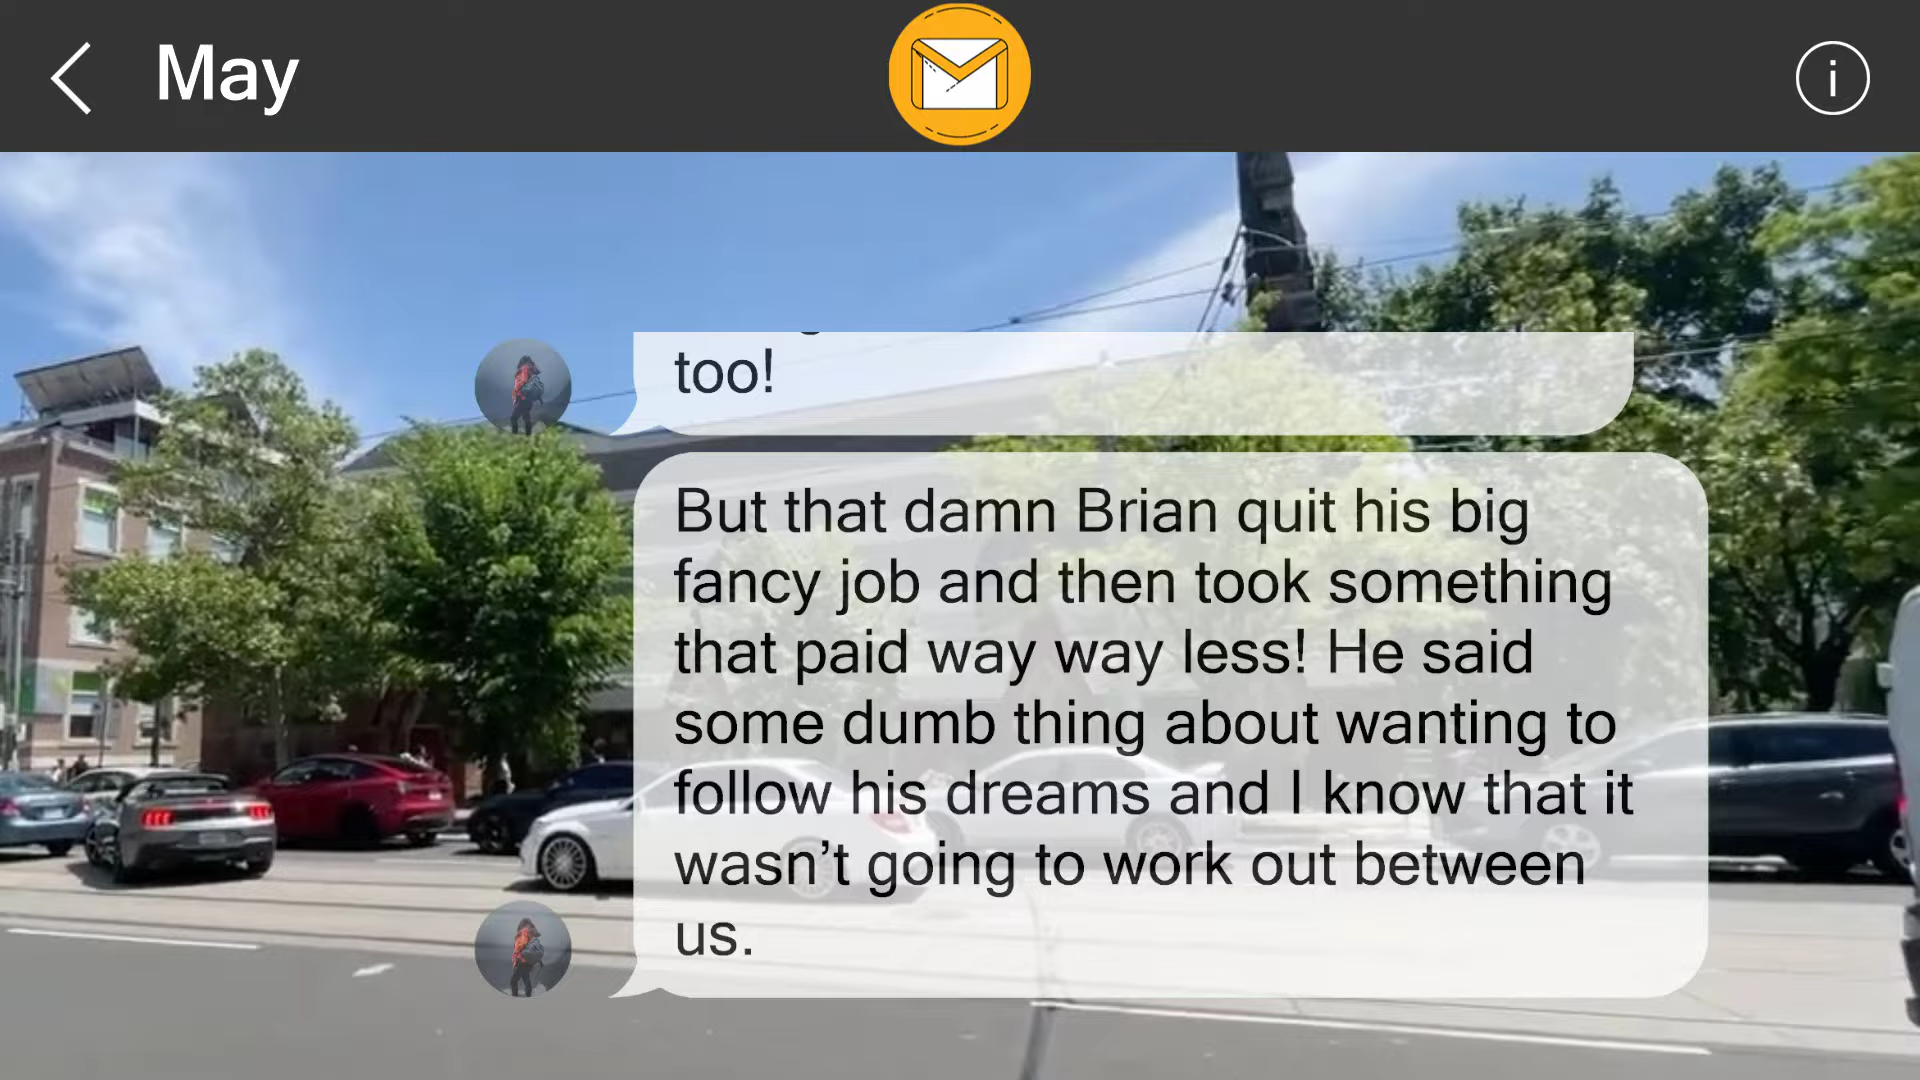 May
too!
But that damn Brian quit his big
fancy job and then took something
that paid way way less! He said
some dumb thing about wanting to
follow his dreams and I know that it
wasn’t going to work out between
us.